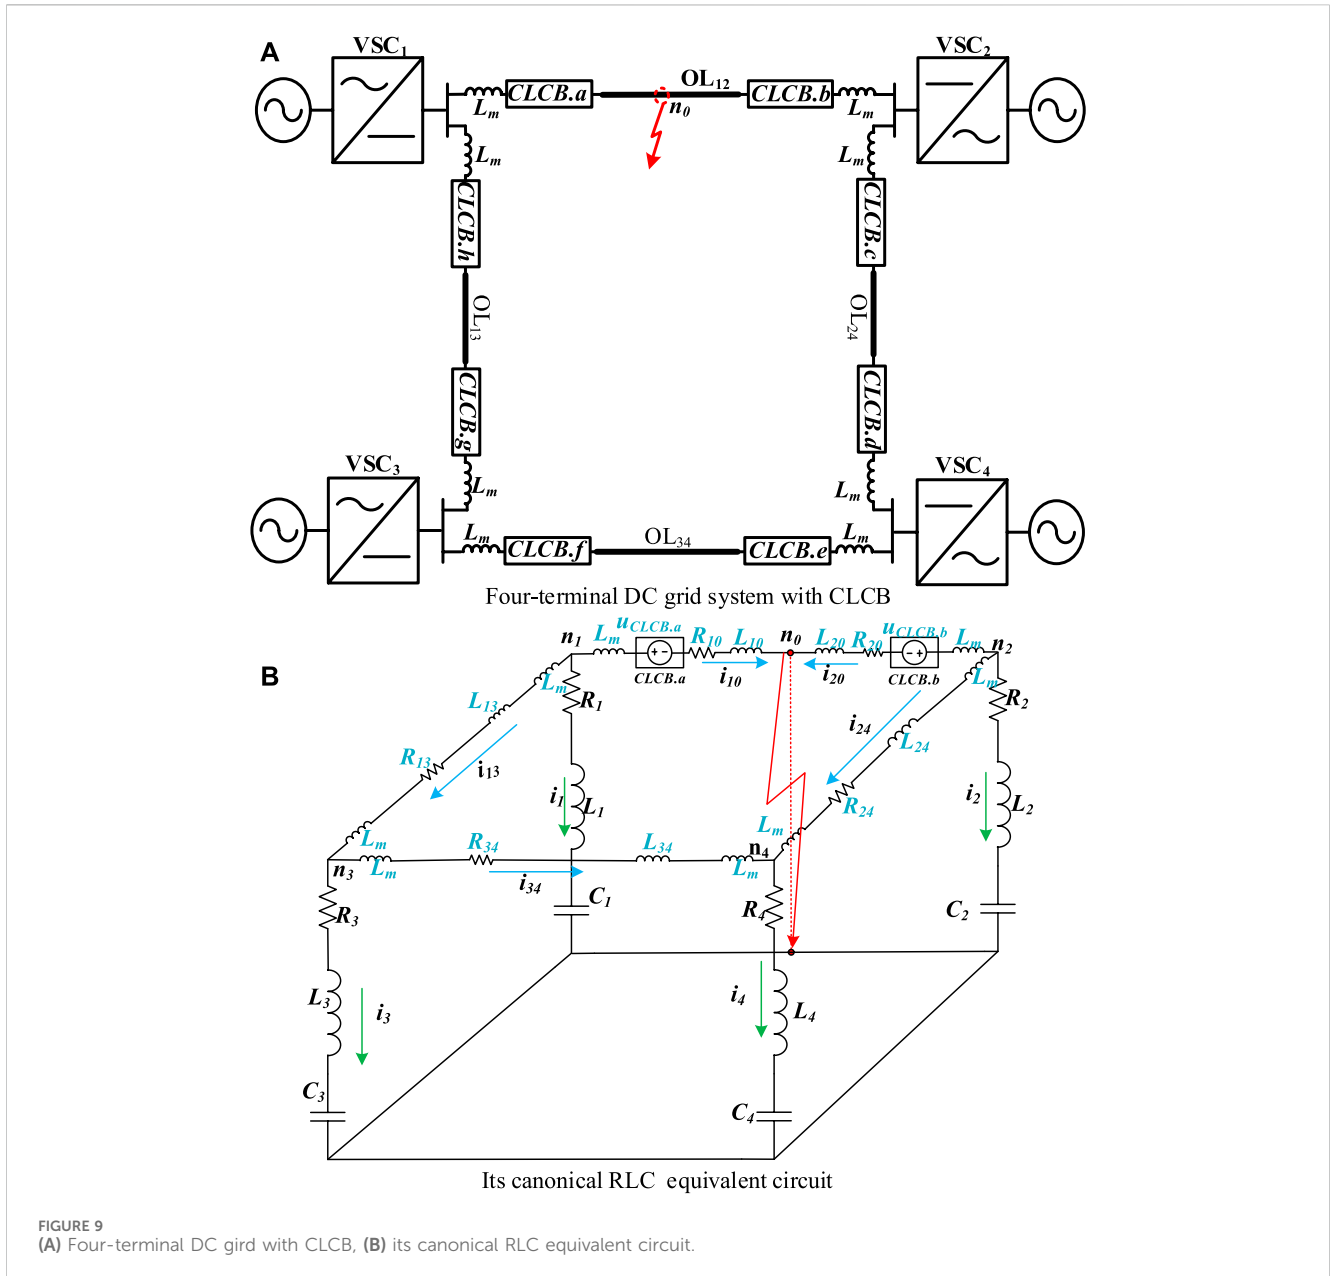 A
VSC1
VSC2
OL12
CLCB.a
CLCB.b
Lm
n0
Lm
Lm
Lm
CLCB.h
CLCB.c
OL13
OL24
CLCB.g
CLCB.d
VSC3
VSC4
Lm
Lm
Lm
Lm
CLCB.f
OL34
CLCB.e
Four-terminal DC grid system with CLCB
B
n1
Lm
uCLCB.a
R10
L10
n0
L20
R20
uCLCB.b
Lm
n2
CLCB.a
i10
i20
CLCB.b
Lm
R1
Lm
R2
L13
i24
L24
R13
i13
i1
L1
R24
i2
L2
Lm
Lm
R34
L34
n4
n3
Lm
i34
Lm
C1
R3
R4
C2
L3
i3
i4
L4
C3
C4
Its canonical RLC equivalent circuit
FIGURE 9
(A) Four-terminal DC gird with CLCB, (B) its canonical RLC equivalent circuit.